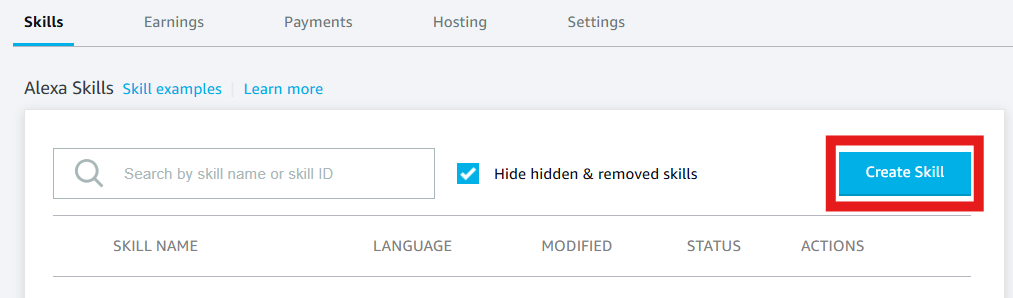 Skills Earnings Payments Hosting Settings
Alexa Skills Skill examples Learn more
Search by skill name or skill ID Hide hidden & removed skills Create Skill
SKILL NAME LANGUAGE MODIFIED STATUS ACTIONS